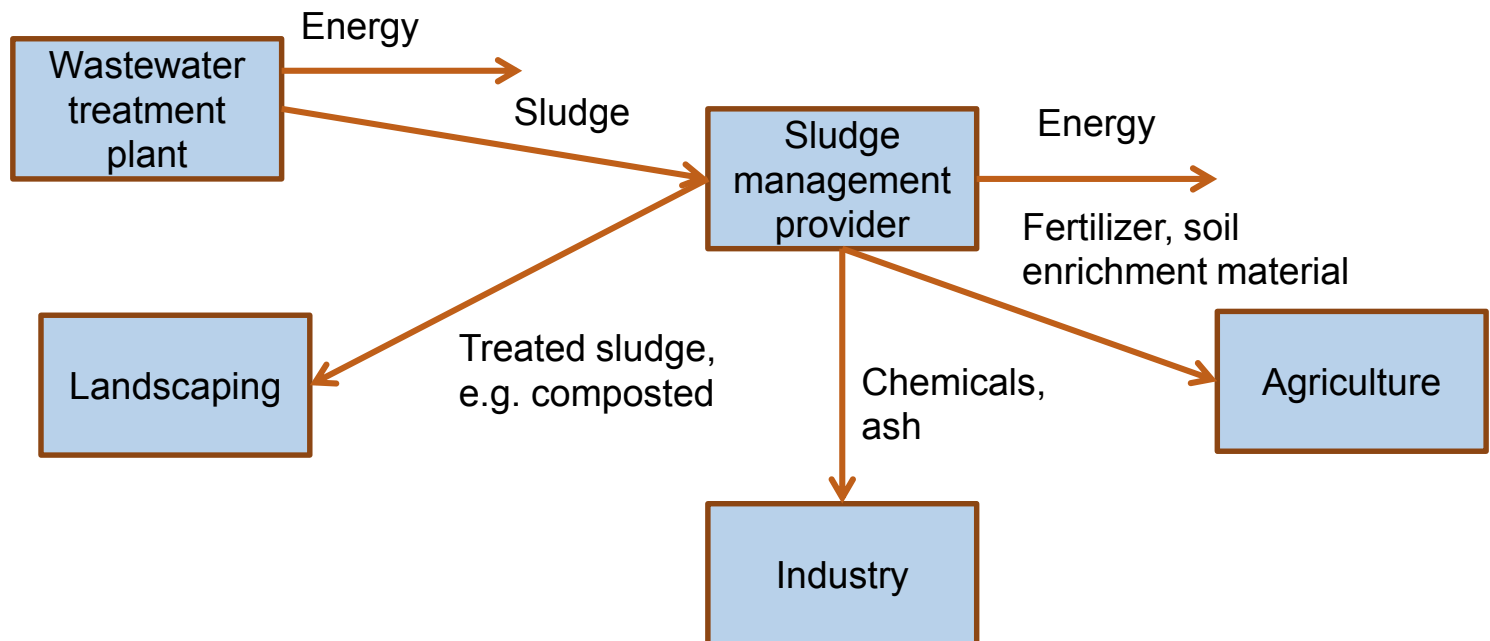 Energy
Wastewater
treatment
plant
Sludge
Sludge
management
provider
Energy
Fertilizer, soil
enrichment material
Landscaping
Treated sludge,
e.g. composted
Chemicals,
ash
Agriculture
Industry